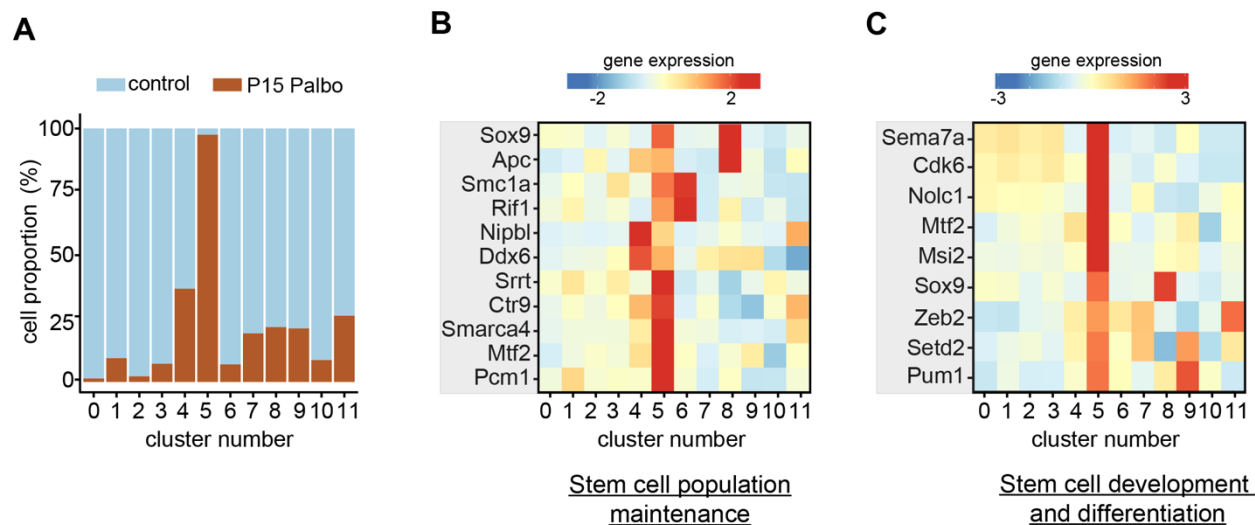 A
control P15 Palbo
cell proportion (%)
100
75
50
25
0
0 1 2 3 4 5 6 7 8 9 10 11
cluster number
B
gene expression
-2 2
Sox9
Apc
Smc1a
Rif1
Nipbl
Ddx6
Srrt
Ctr9
Smarca4
Mtf2
Pcm1
0 1 2 3 4 5 6 7 8 9 10 11
cluster number
Stem cell population
maintenance
C
gene expression
-3 3
Sema7a
Cdk6
Nolc1
Mtf2
Msi2
Sox9
Zeb2
Setd2
Pum1
0 1 2 3 4 5 6 7 8 9 10 11
cluster number
Stem cell development
and differentiation